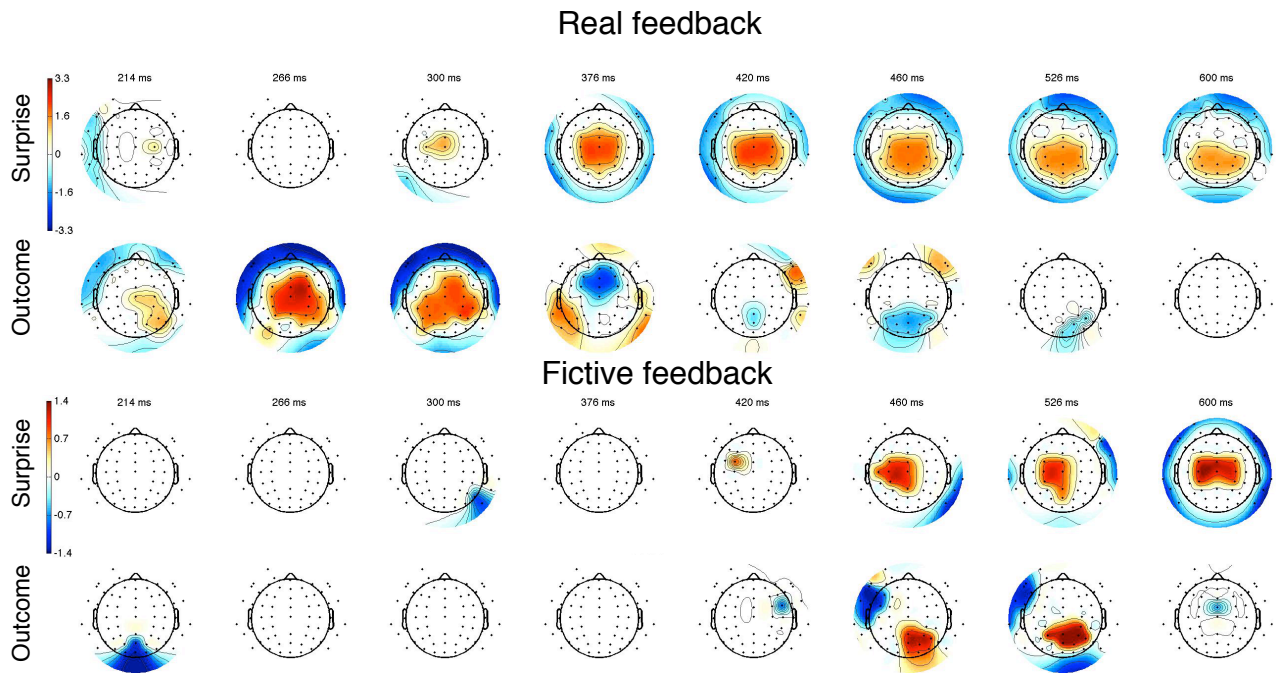 Real feedback
214 ms 266 ms 300 ms 376 ms 420 ms 460 ms 526 ms 600 ms
Surprise
3.3
1.6
0
-1.6
-3.3
Outcome
Fictive feedback
214 ms 266 ms 300 ms 376 ms 420 ms 460 ms 526 ms 600 ms
Surprise
1.4
0.7
0
-0.7
-1.4
Outcome